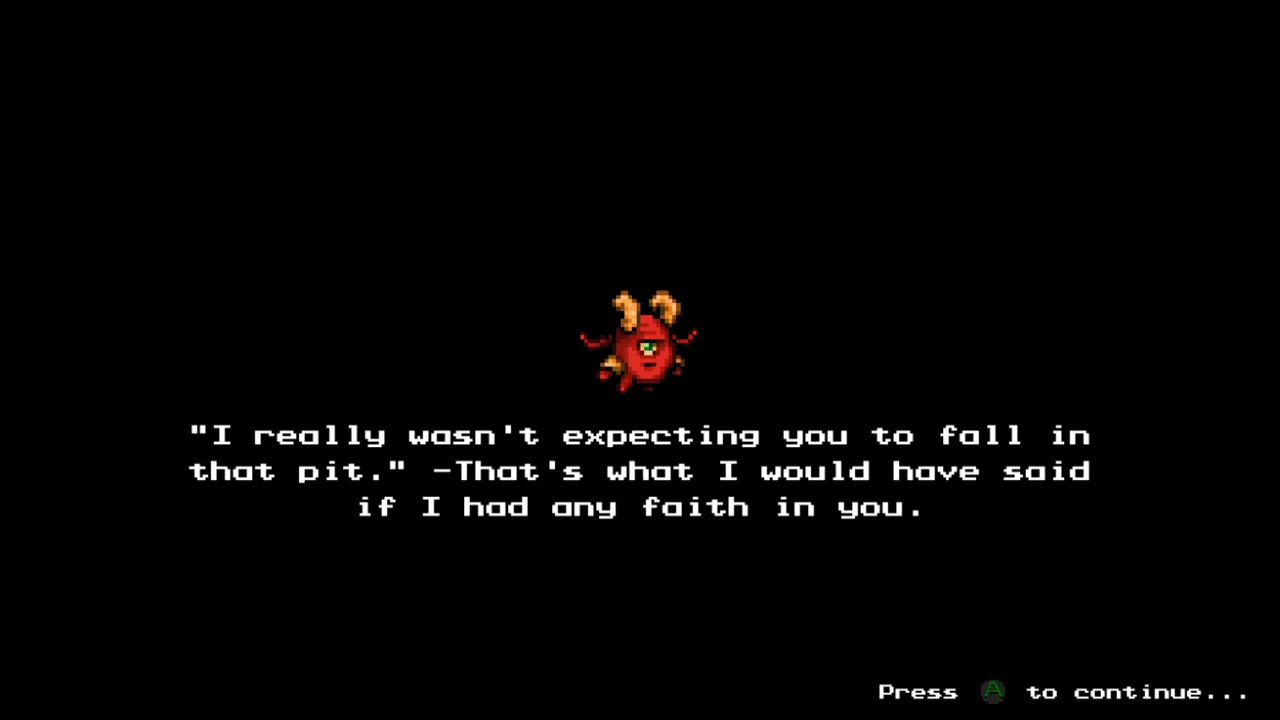 "I really wasn't expecting you to fall in
that pit." -That's what I would have said
if I had any faith in you.
Press A to continue...